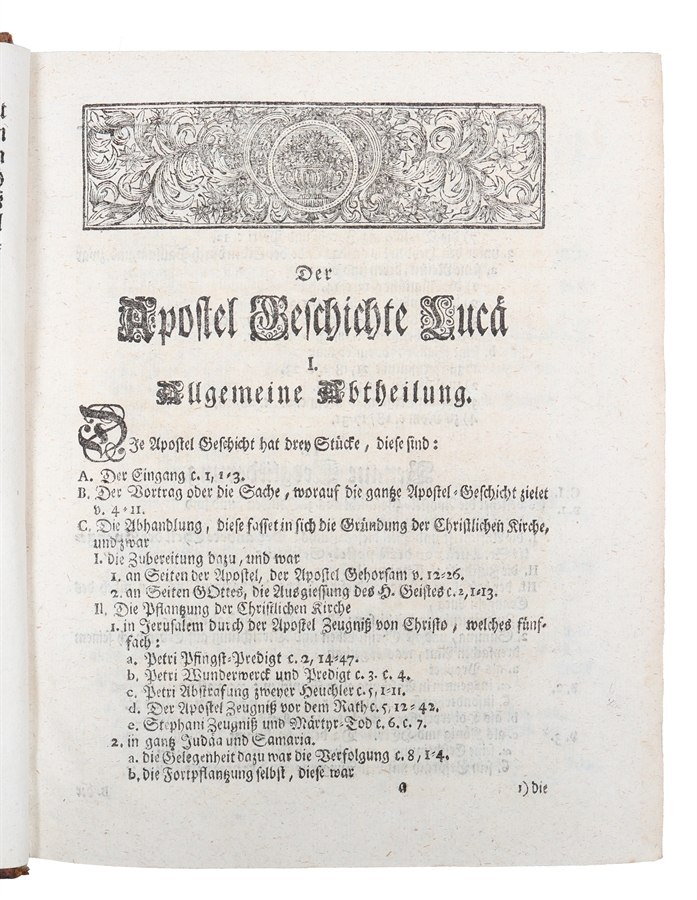 Der
Apostel Geschichte Lucä
I.
Allgemeine Abtheilung.
DJe Apostel Geschicht hat drey Stücke, diese sind:
A. Der Eingang c. 1, 1-3.
B. Der Vortrag oder die Sache, worauf die gantze Apostel-Geschicht zielet
v. 4-11.
C. Die Abhandlung, diese fasset in sich die Gründung der Christlichen Kirche,
und zwar
I. die Zubereitung dazu, und war
1. an Seiten der Apostel, der Apostel Gehorsam v. 12-26.
2. an Seiten GOttes, die Ausgiessung des H. Geistes c. 2, 1-13.
II. Die Pflantzung der Christlichen Kirche
1. in Jerusalem durch der Apostel Zeugniß von Christo, welches fünf-
fach:
a. Petri Pfingst-Predigt c. 2, 14-47.
b. Petri Wunderwerck und Predigt c. 3. c. 4.
c. Petri Abstrafung zweyer Heuchler c. 5, 1-11.
d. Der Apostel Zeugniß vor dem Rath c. 5, 12-42.
e. Stephani Zeugniß und Märtyr-Tod c. 6. c. 7.
2. in gantz Judäa und Samaria.
a. die Gelegenheit dazu war die Verfolgung c. 8, 1-4.
b. die Fortpflantzung selbst, diese war
a
1) die